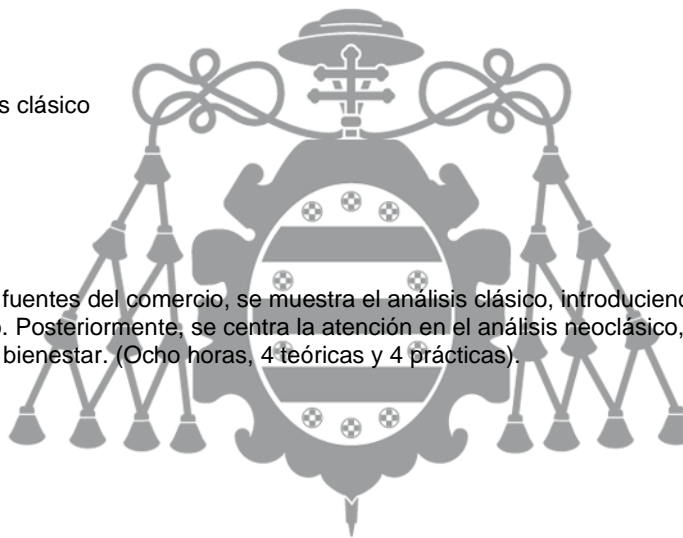 s clásico
fuentes del comercio, se muestra el análisis clásico, introduciend
. Posteriormente, se centra la atención en el análisis neoclásico,
bienestar. (Ocho horas, 4 teóricas y 4 prácticas).